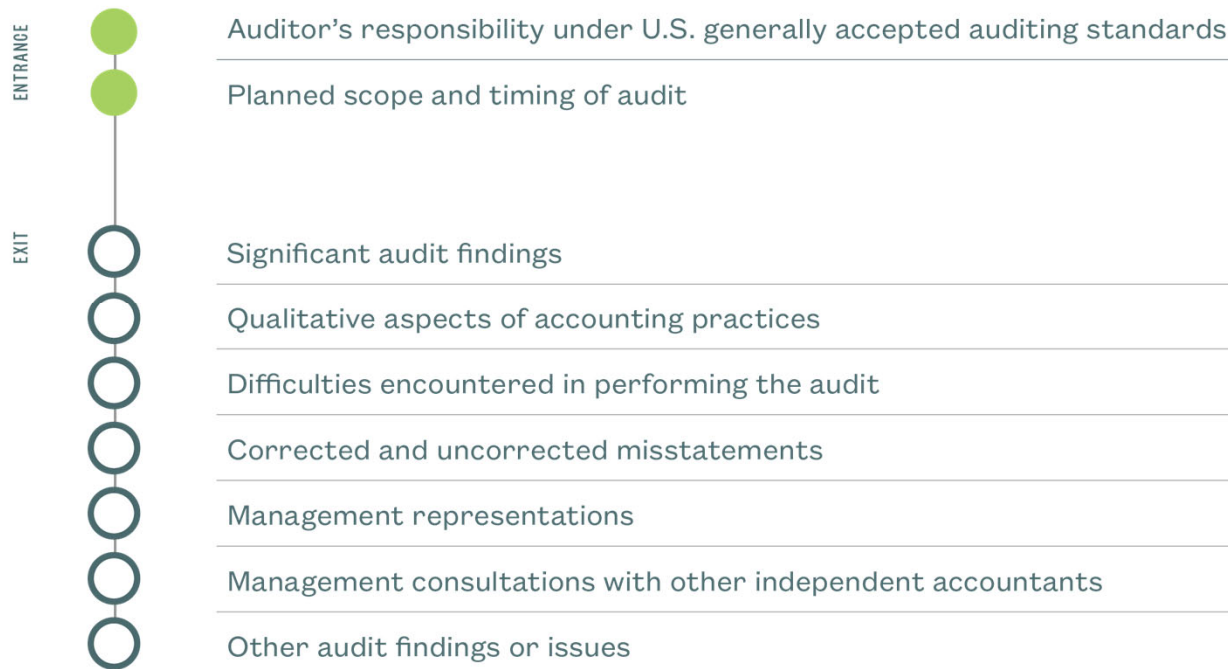 ENTRANCE
Auditor’s responsibility under U.S. generally accepted auditing standards
Planned scope and timing of audit
EXIT
Significant audit findings
Qualitative aspects of accounting practices
Difficulties encountered in performing the audit
Corrected and uncorrected misstatements
Management representations
Management consultations with other independent accountants
Other audit findings or issues